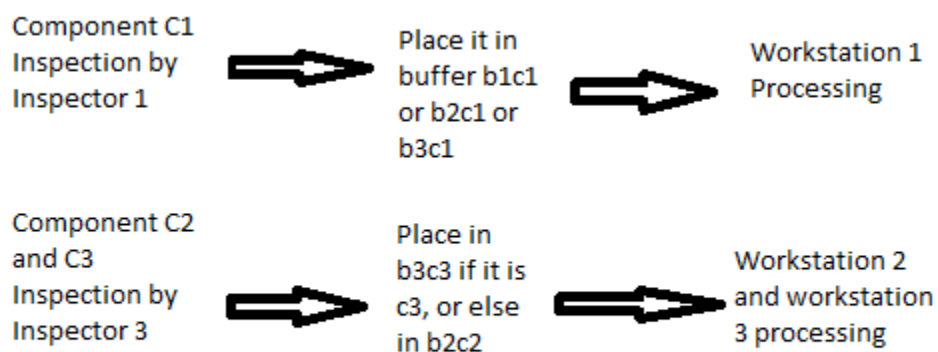 Component C1
Inspection by
Inspector 1
Place it in
buffer b1c1
or b2c1 or
b3c1
Workstation 1
Processing
Component C2
and C3
Inspection by
Inspector 3
Place in
b3c3 if it is
c3, or else
in b2c2
Workstation 2
and workstation
3 processing